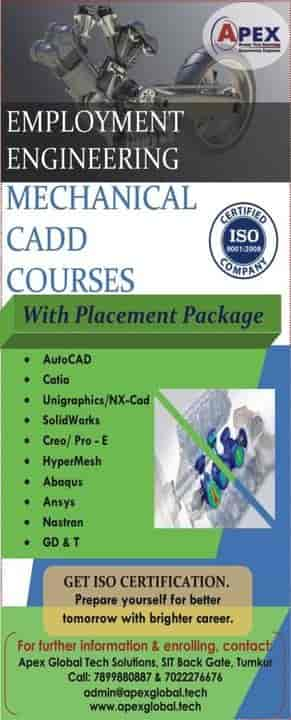 APEX
EMPLOYMENT
ENGINEERING
MECHANICAL
CADD
COURSES
CERTIFIED
ISO
9001:2008
COMPANY
With Placement Package
• AutoCAD
• Catia
• Unigraphics/NX-Cad
• SolidWorks
• Creo/ Pro - E
• HyperMesh
• Abaqus
• Ansys
• Nastran
• GD & T
GET ISO CERTIFICATION.
Prepare yourself for better
tomorrow with brighter career.
For further information & enrolling, contact:
Apex Global Tech Solutions, SIT Back Gate, Tumkur
Call: 7899880887 & 7022276676
admin@apexglobal.tech
www.apexglobal.tech